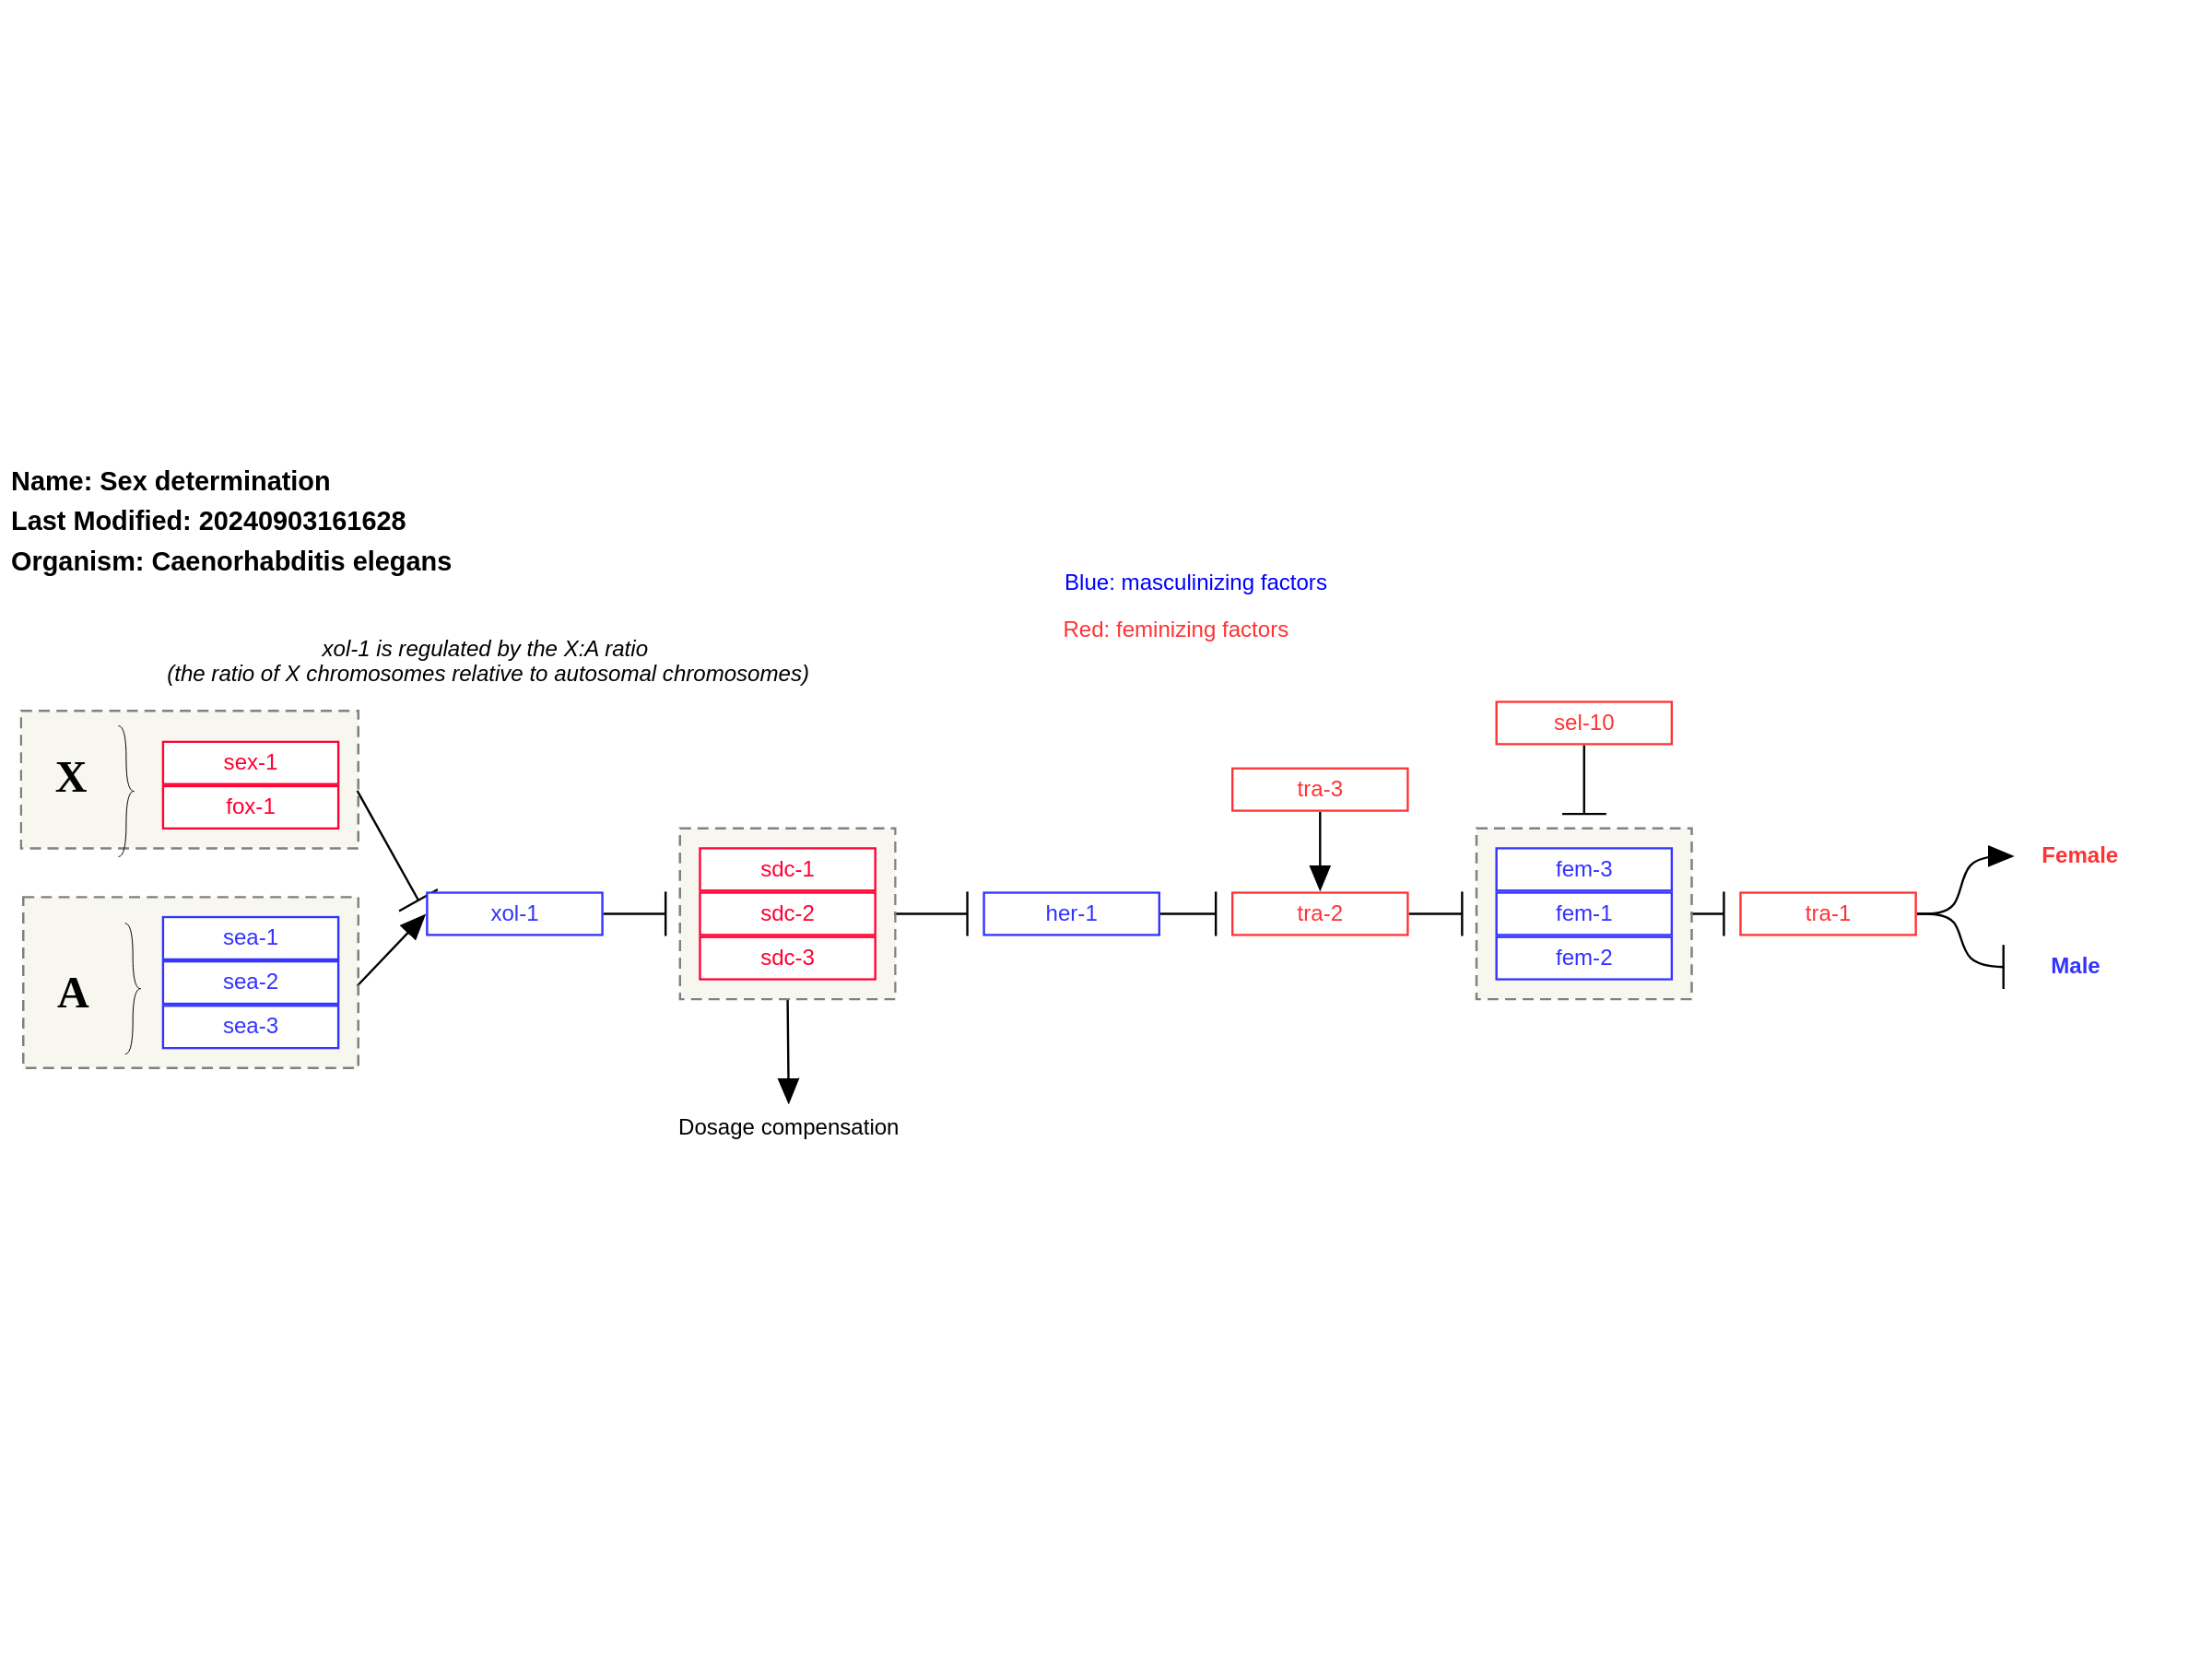 Name: Sex determination
Last Modified: 20240903161628
Organism: Caenorhabditis elegans
Blue: masculinizing factors
Red: feminizing factors
xol-1 is regulated by the X:A ratio
(the ratio of X chromosomes relative to autosomal chromosomes)
X
sex-1
fox-1
A
sea-1
sea-2
sea-3
xol-1
sdc-1
sdc-2
sdc-3
Dosage compensation
her-1
tra-3
tra-2
sel-10
fem-3
fem-1
fem-2
tra-1
Female
Male